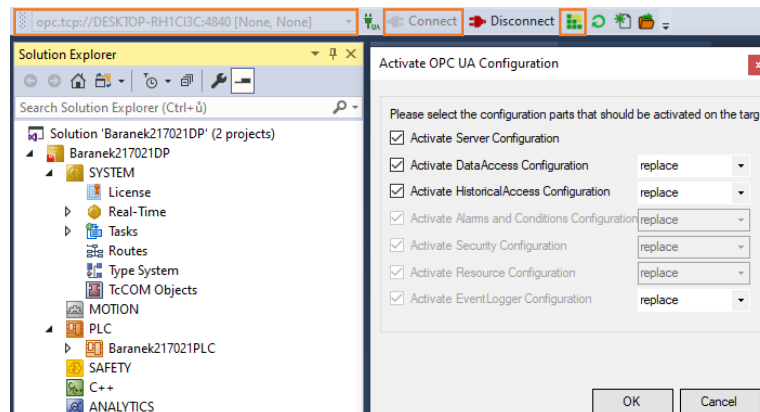 opc.tcp://DESKTOP-RH1CI3C:4840 [None, None]
UA
Connect
Disconnect
Solution Explorer
Search Solution Explorer (Ctrl+ů)
Solution 'Baranek217021DP' (2 projects)
Baranek217021DP
SYSTEM
License
Real-Time
Tasks
Routes
Type System
TcCOM Objects
MOTION
PLC
Baranek217021PLC
SAFETY
C++
ANALYTICS
Activate OPC UA Configuration
Please select the configuration parts that should be activated on the targ
Activate Server Configuration
Activate DataAccess Configuration replace
Activate HistoricalAccess Configuration replace
Activate Alarms and Conditions Configuration replace
Activate Security Configuration replace
Activate Resource Configuration replace
Activate EventLogger Configuration replace
OK Cancel